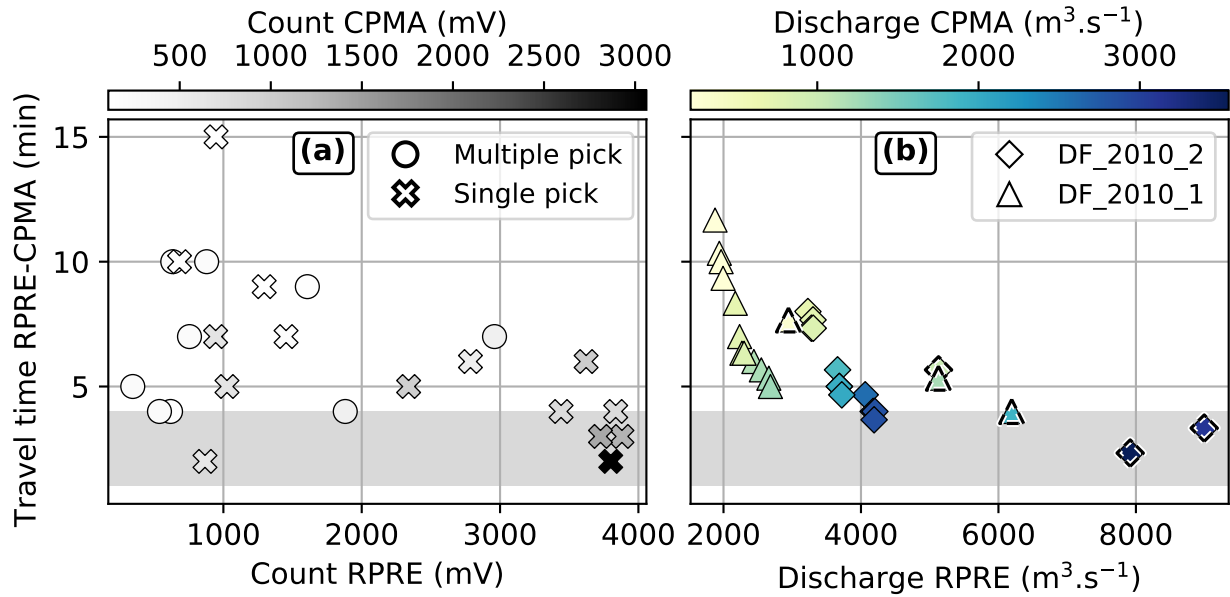 Count CPMA (mV)
500 1000 1500 2000 2500 3000
Travel time RPRE-CPMA (min)
15
10
5
(a)
Multiple pick
Single pick
1000 2000 3000 4000
Count RPRE (mV)
Discharge CPMA (m³.s⁻¹)
1000 2000 3000
(b)
DF_2010_2
DF_2010_1
2000 4000 6000 8000
Discharge RPRE (m³.s⁻¹)